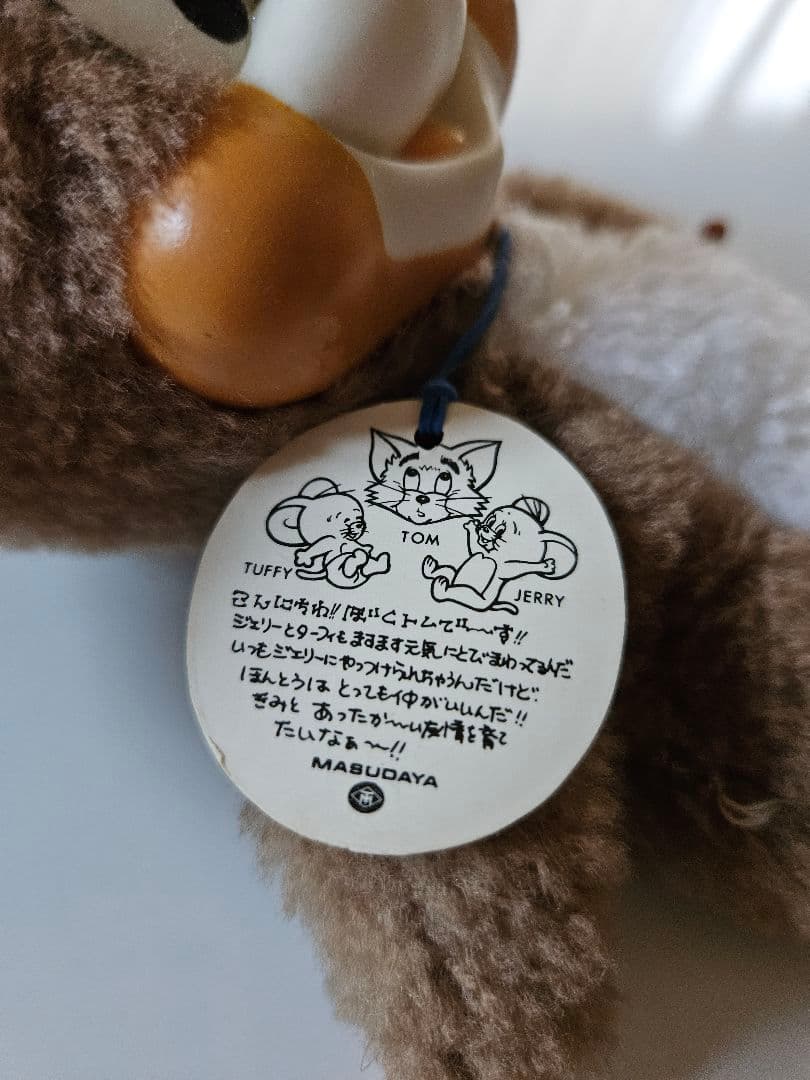 TOM
TUFFY
JERRY
こんにちわ!!ぼくトムで〜〜す!!
ジェリーとターフィもますます元気にとびまわってるんだ
いつもジェリーにやっつけられちゃうんだけど
ほんとうは とっても仲がいいんだ!!
きみと あったか〜い友情を育て
たいなぁ〜!!
MASUDAYA